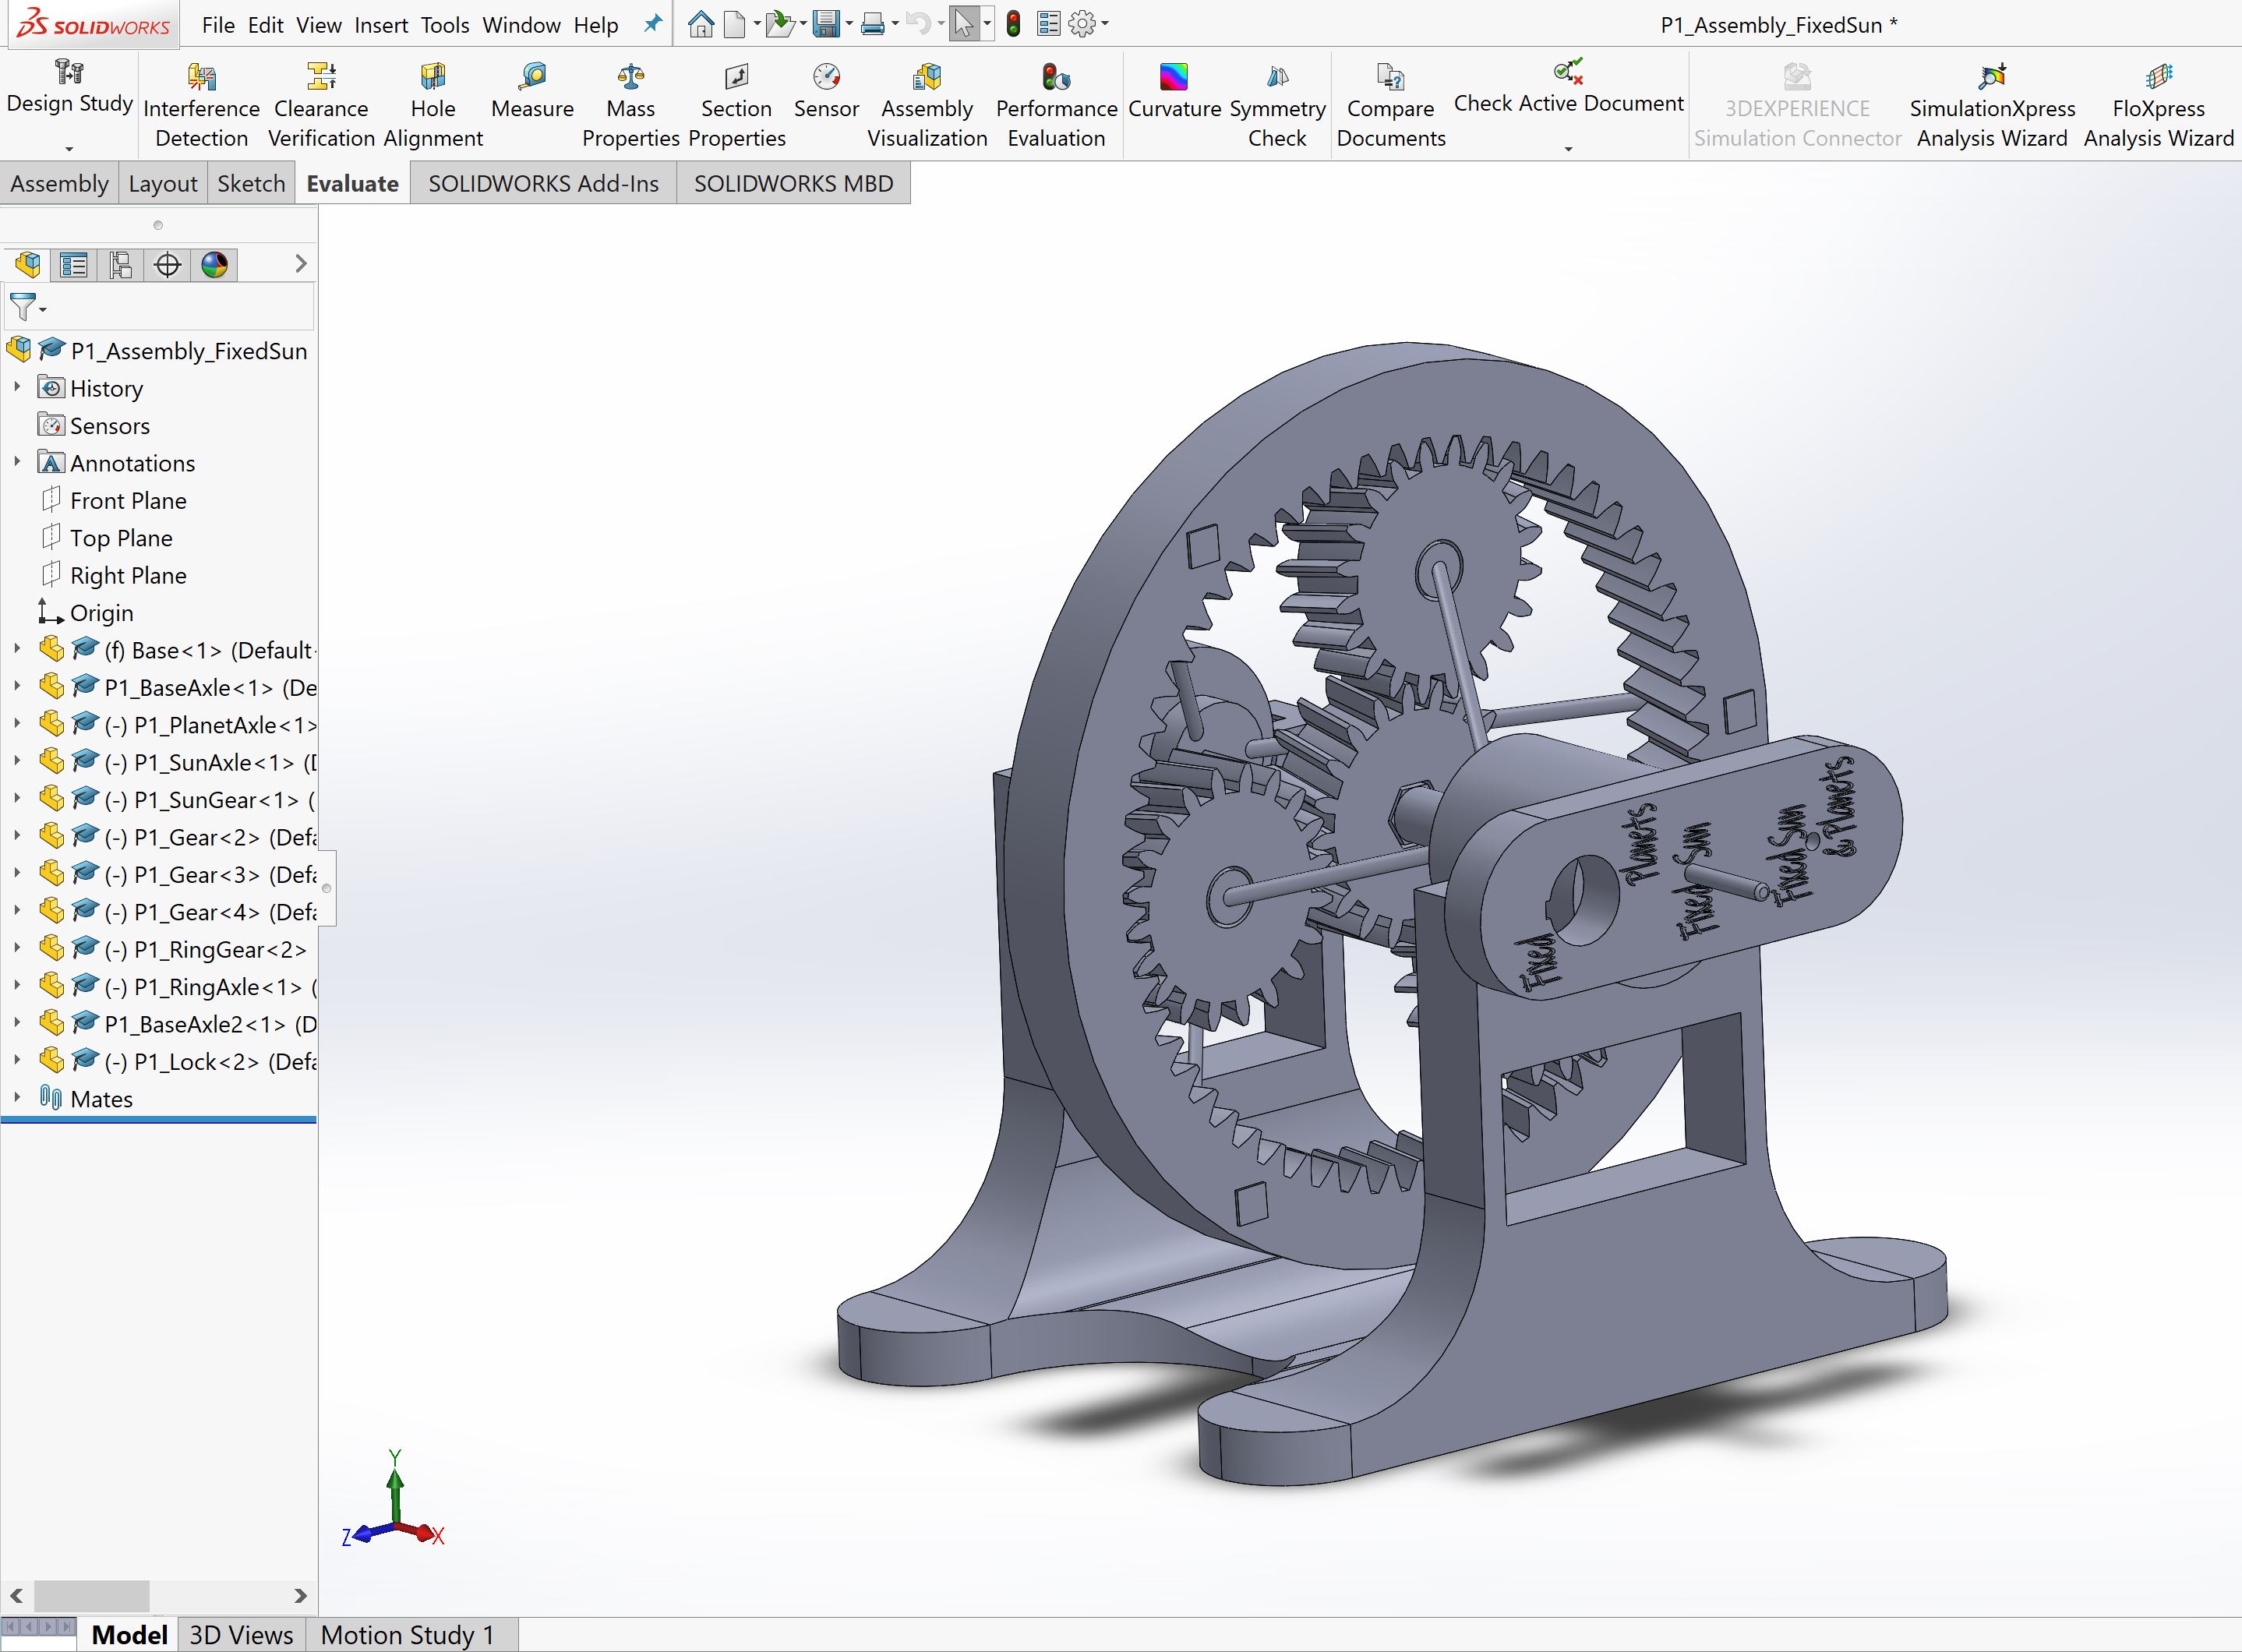 SOLIDWORKS
File Edit View Insert Tools Window Help
P1_Assembly_FixedSun *
Design Study
Interference Detection
Clearance Verification
Hole Alignment
Measure
Mass Properties
Section Properties
Sensor
Assembly Visualization
Performance Evaluation
Curvature
Symmetry Check
Compare Documents
Check Active Document
3DEXPERIENCE Simulation Connector
SimulationXpress Analysis Wizard
FloXpress Analysis Wizard
Assembly Layout Sketch Evaluate SOLIDWORKS Add-Ins SOLIDWORKS MBD
P1_Assembly_FixedSun
History
Sensors
Annotations
Front Plane
Top Plane
Right Plane
Origin
(f) Base<1> (Default
P1_BaseAxle<1> (De
(-) P1_PlanetAxle<1>
(-) P1_SunAxle<1> (D
(-) P1_SunGear<1> (
(-) P1_Gear<2> (Defa
(-) P1_Gear<3> (Defa
(-) P1_Gear<4> (Defa
(-) P1_RingGear<2>
(-) P1_RingAxle<1> (
P1_BaseAxle2<1> (D
(-) P1_Lock<2> (Defa
Mates
Fixed
Planets
Fixed Sun
Fixed Sun
& Planets
Y
Z
X
Model 3D Views Motion Study 1